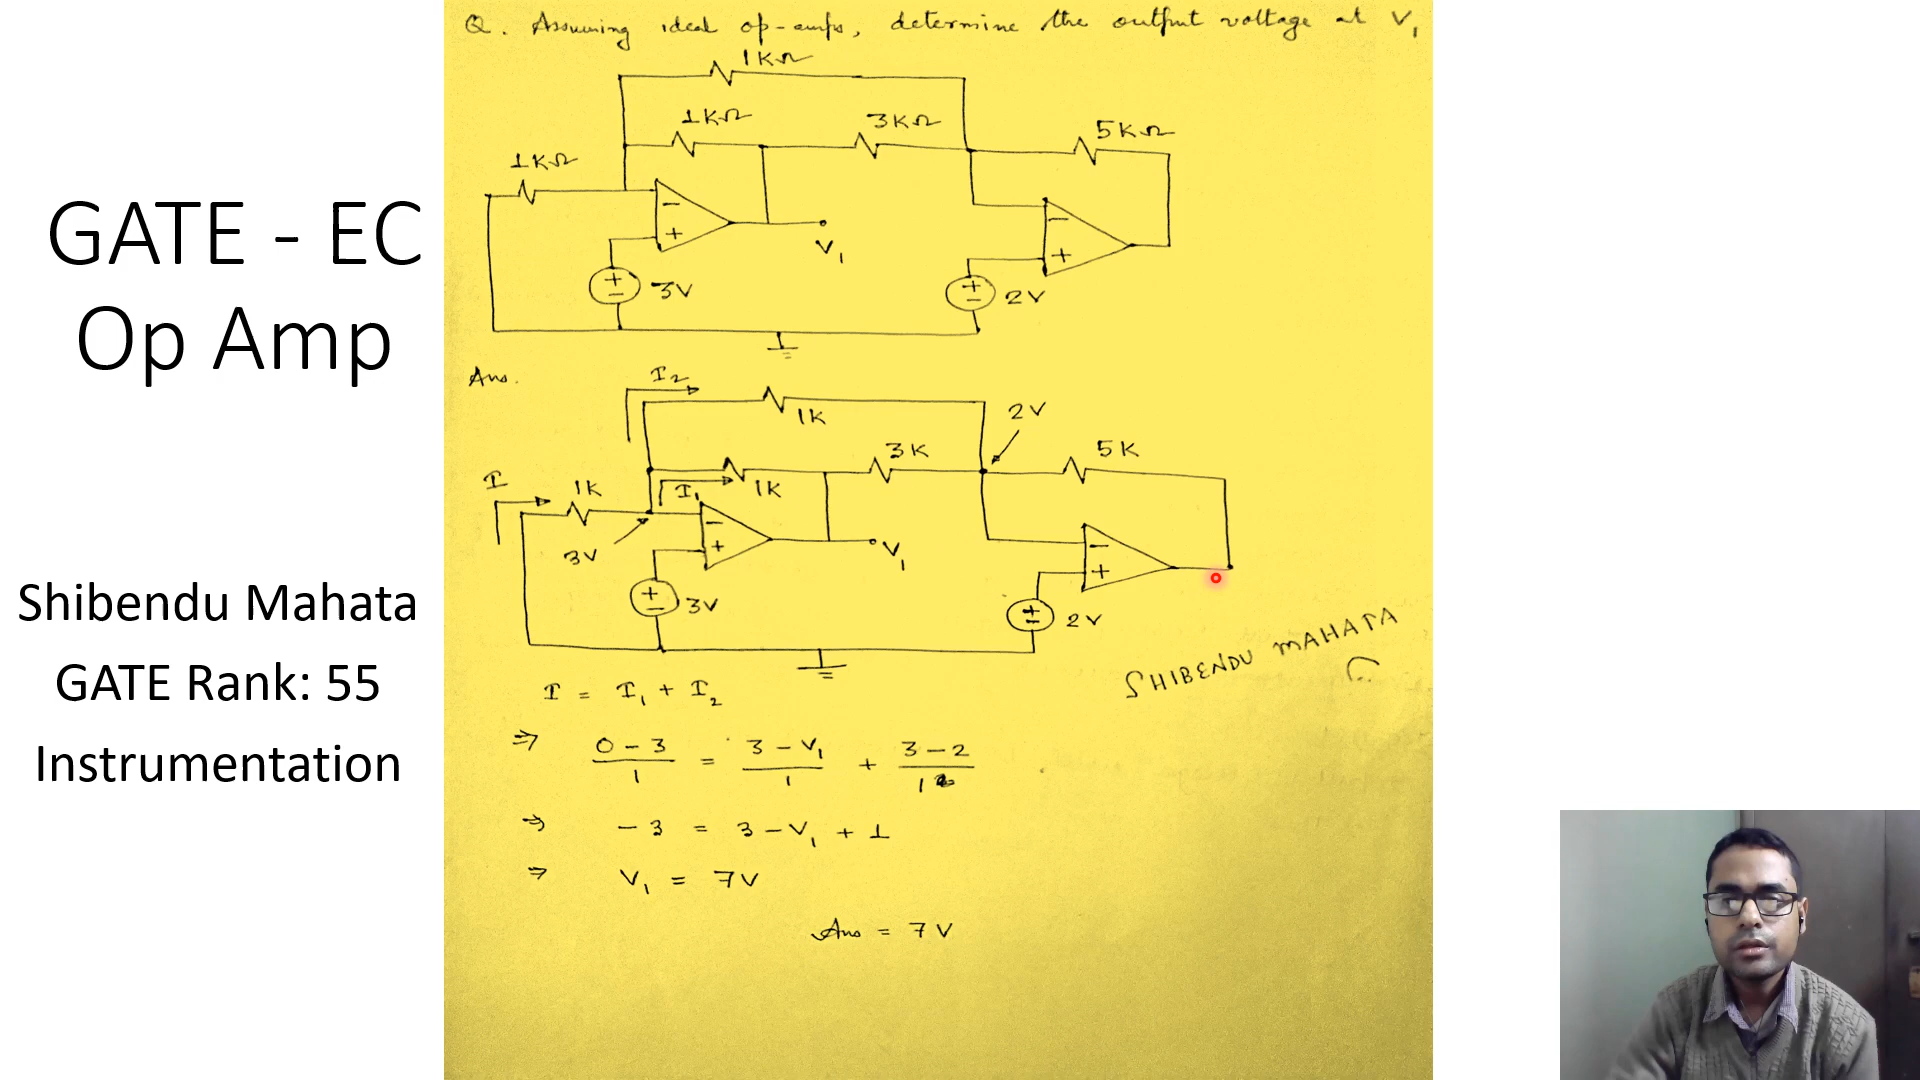 GATE - EC
Op Amp
Shibendu Mahata
GATE Rank: 55
Instrumentation
Q. Assuming ideal op-amps, determine the output voltage at V₁
1KΩ
1KΩ
3KΩ
5KΩ
1KΩ
−
+
V₁
−
+
+
−
3V
+
−
2V
Ans.
I₂
1K
2V
3K
5K
I
1K
I₁
1K
−
+
3V
V₁
−
+
+
−
3V
+
−
2V
SHIBENDU MAHATA
I = I₁ + I₂
⇒ 0 - 3 / 1 = 3 - V₁ / 1 + 3 - 2 / 1
⇒ - 3 = 3 - V₁ + 1
⇒ V₁ = 7V
Ans = 7V